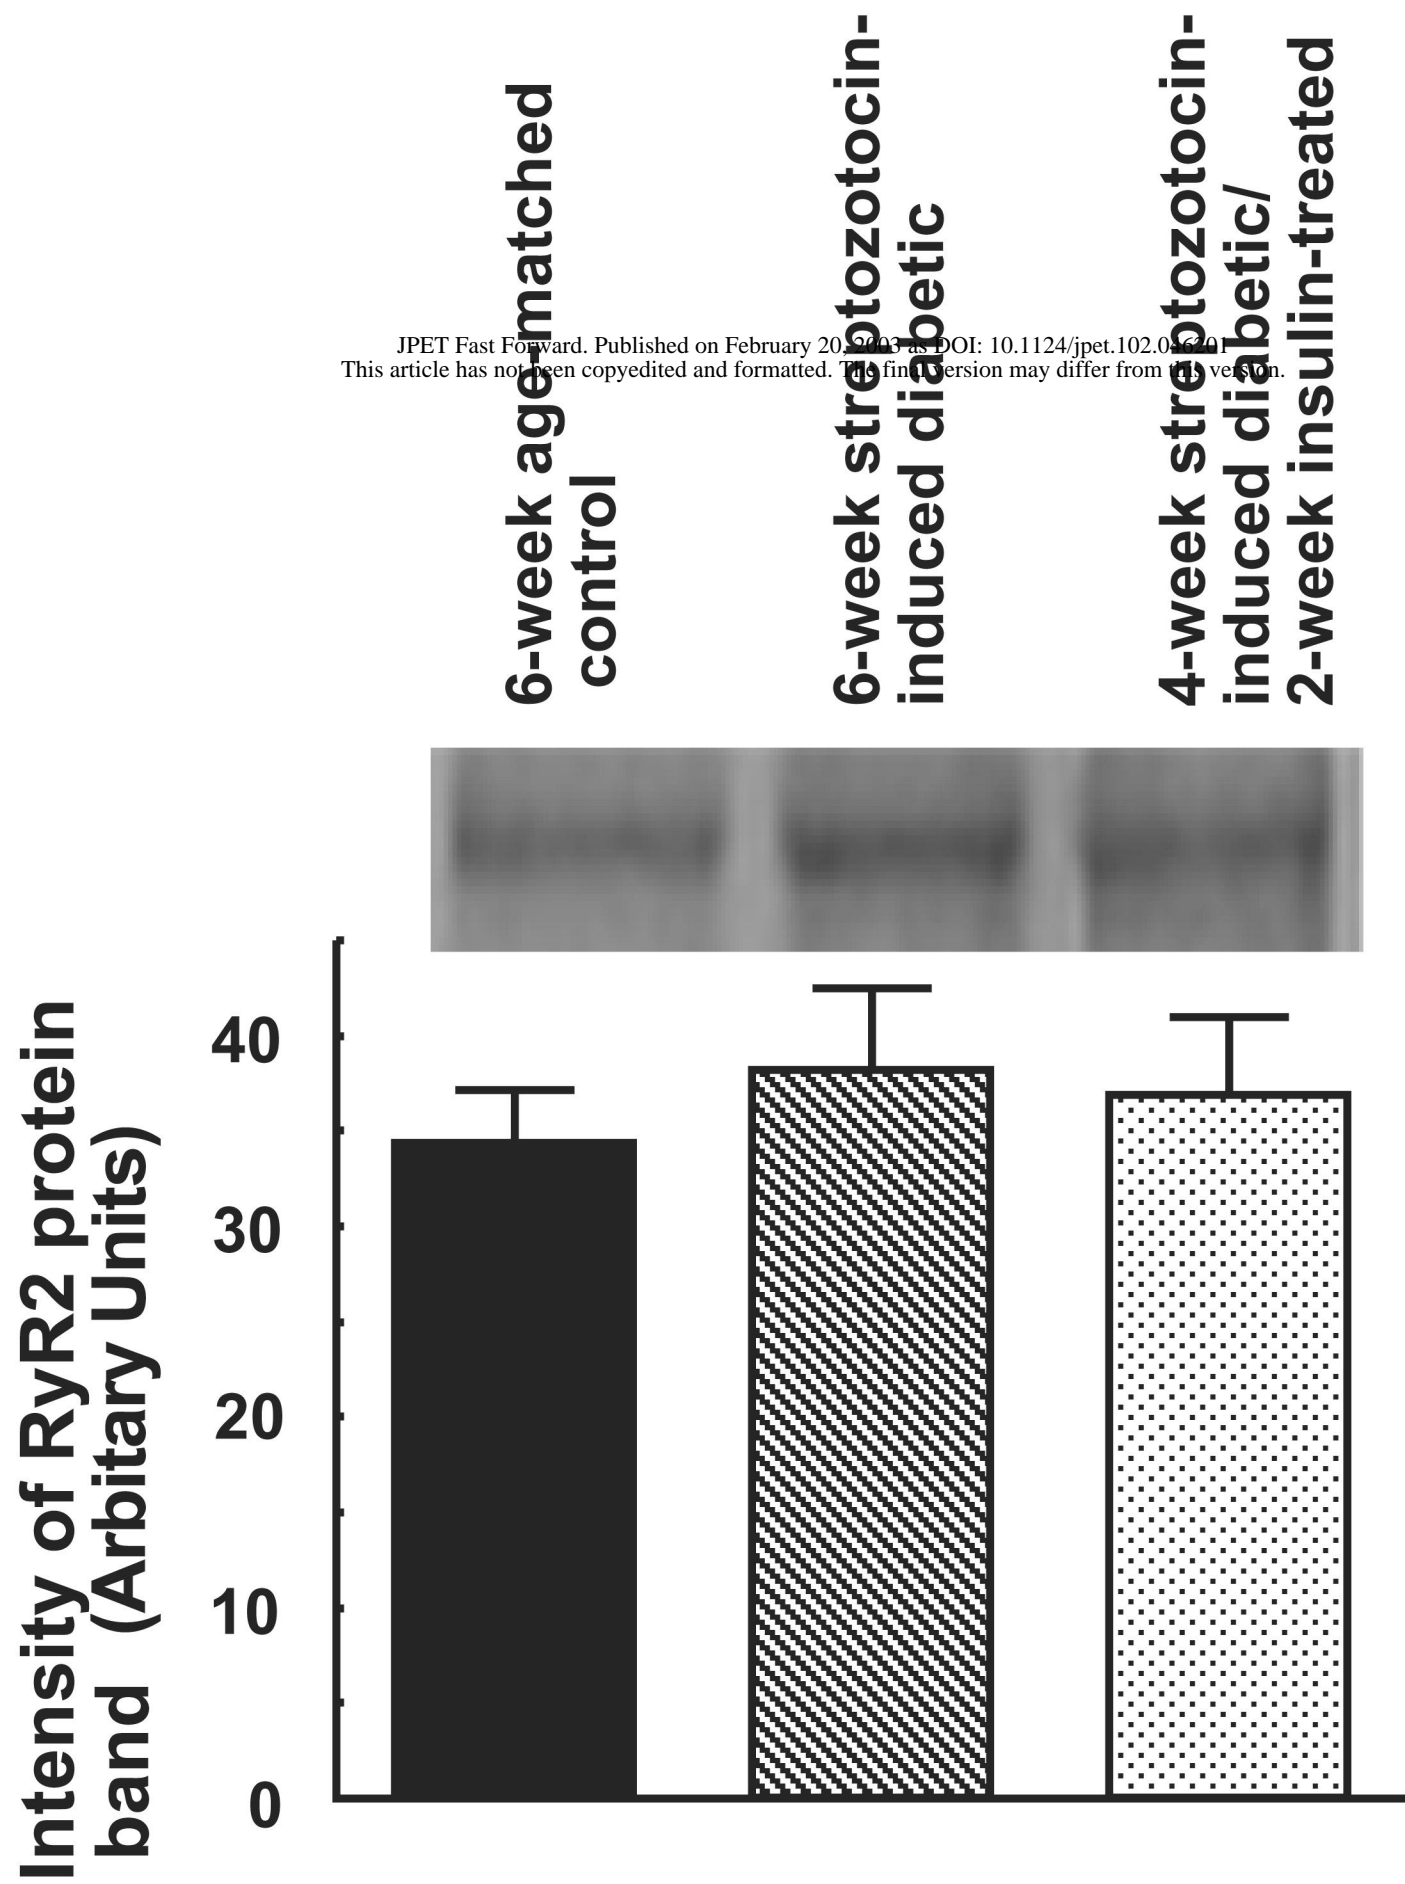 6-week age-matched
control
6-week streptozotocin-
induced diabetic
4-week streptozotocin-
induced diabetic/
2-week insulin-treated
JPET Fast Forward. Published on February 20, 2003 as DOI: 10.1124/jpet.102.046201
This article has not been copyedited and formatted. The final version may differ from this version.
Intensity of RyR2 protein
band (Arbitary Units)
40
30
20
10
0